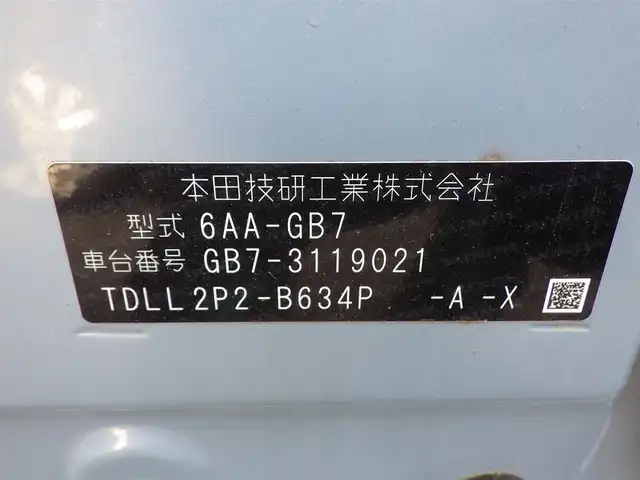 本田技研工業株式会社
型式 6AA-GB7
車台番号 GB7-3119021
TDLL2P2-B634P -A -X